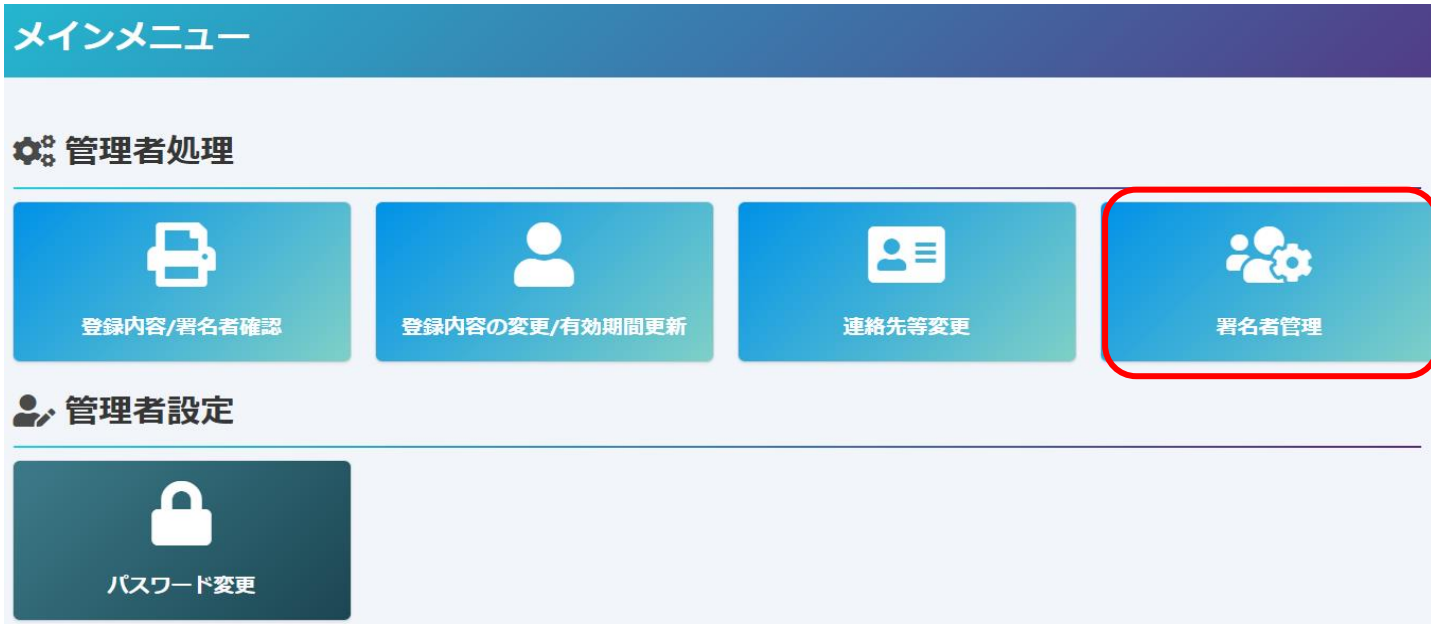 メインメニュー
管理者処理
登録内容/署名者確認
登録内容の変更/有効期間更新
連絡先等変更
署名者管理
管理者設定
パスワード変更